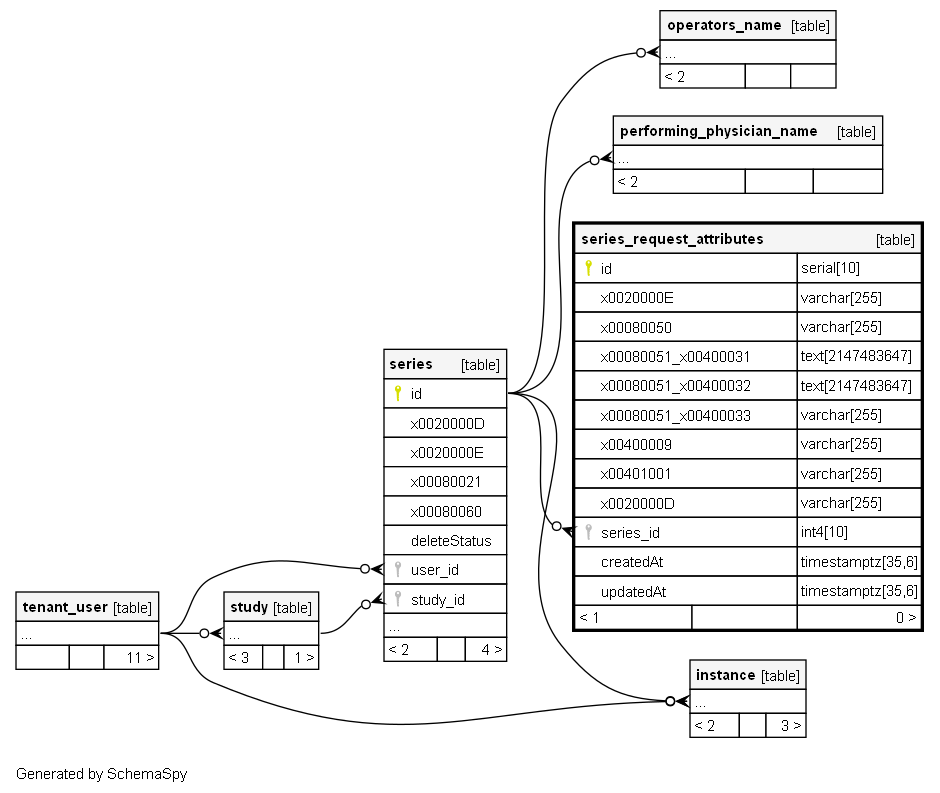 operators_name [table]
...
< 2
performing_physician_name [table]
...
< 2
series_request_attributes [table]
id serial[10]
x0020000E varchar[255]
x00080050 varchar[255]
x00080051_x00400031 text[2147483647]
x00080051_x00400032 text[2147483647]
x00080051_x00400033 varchar[255]
x00400009 varchar[255]
x00401001 varchar[255]
x0020000D varchar[255]
series_id int4[10]
createdAt timestamptz[35,6]
updatedAt timestamptz[35,6]
< 1 0 >
series [table]
id
x0020000D
x0020000E
x00080021
x00080060
deleteStatus
user_id
study_id
...
< 2 4 >
tenant_user [table]
...
11 >
study [table]
...
< 3 1 >
instance [table]
...
< 2 3 >
Generated by SchemaSpy